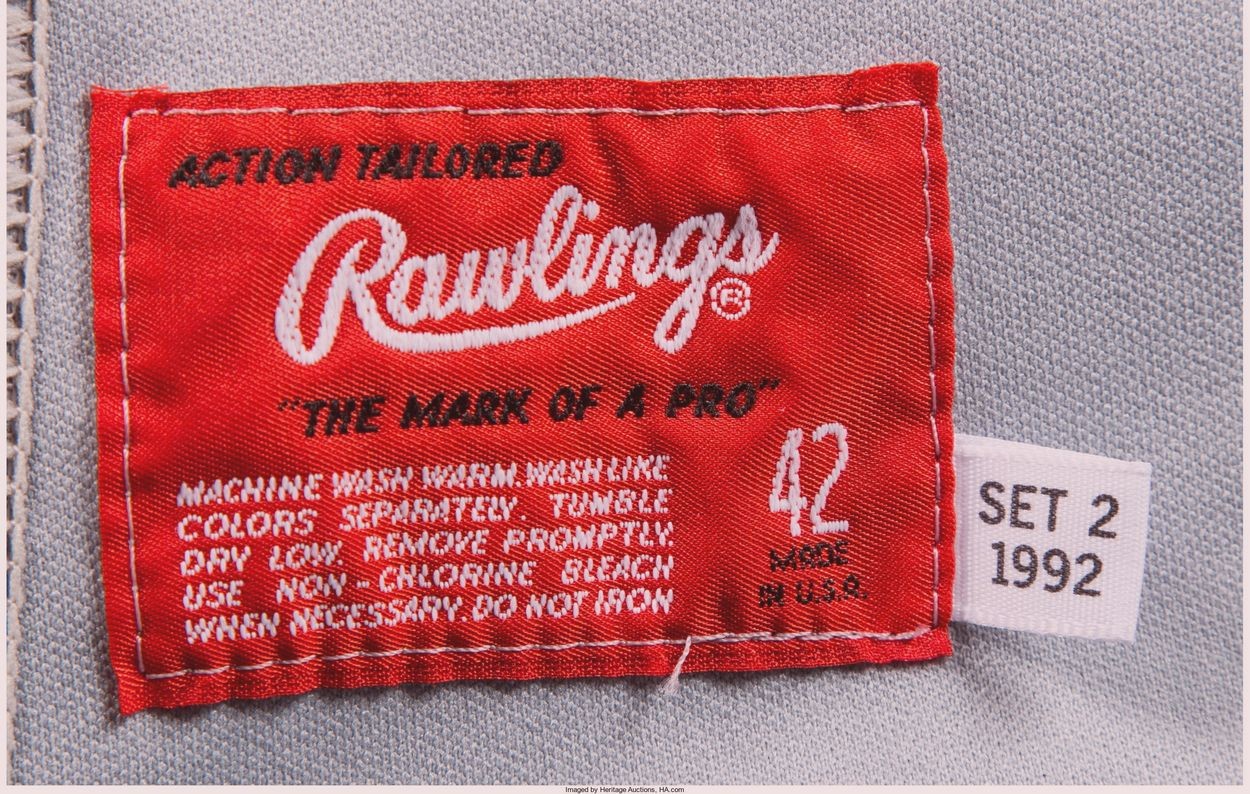 ACTION TAILORED
Rawlings®
"THE MARK OF A PRO"
MACHINE WASH WARM. WASH LIKE
COLORS SEPARATELY. TUMBLE
DRY LOW. REMOVE PROMPTLY.
USE NON-CHLORINE BLEACH
WHEN NECESSARY. DO NOT IRON
42
MADE
IN U.S.A.
SET 2
1992
Imaged by Heritage Auctions, HA.com